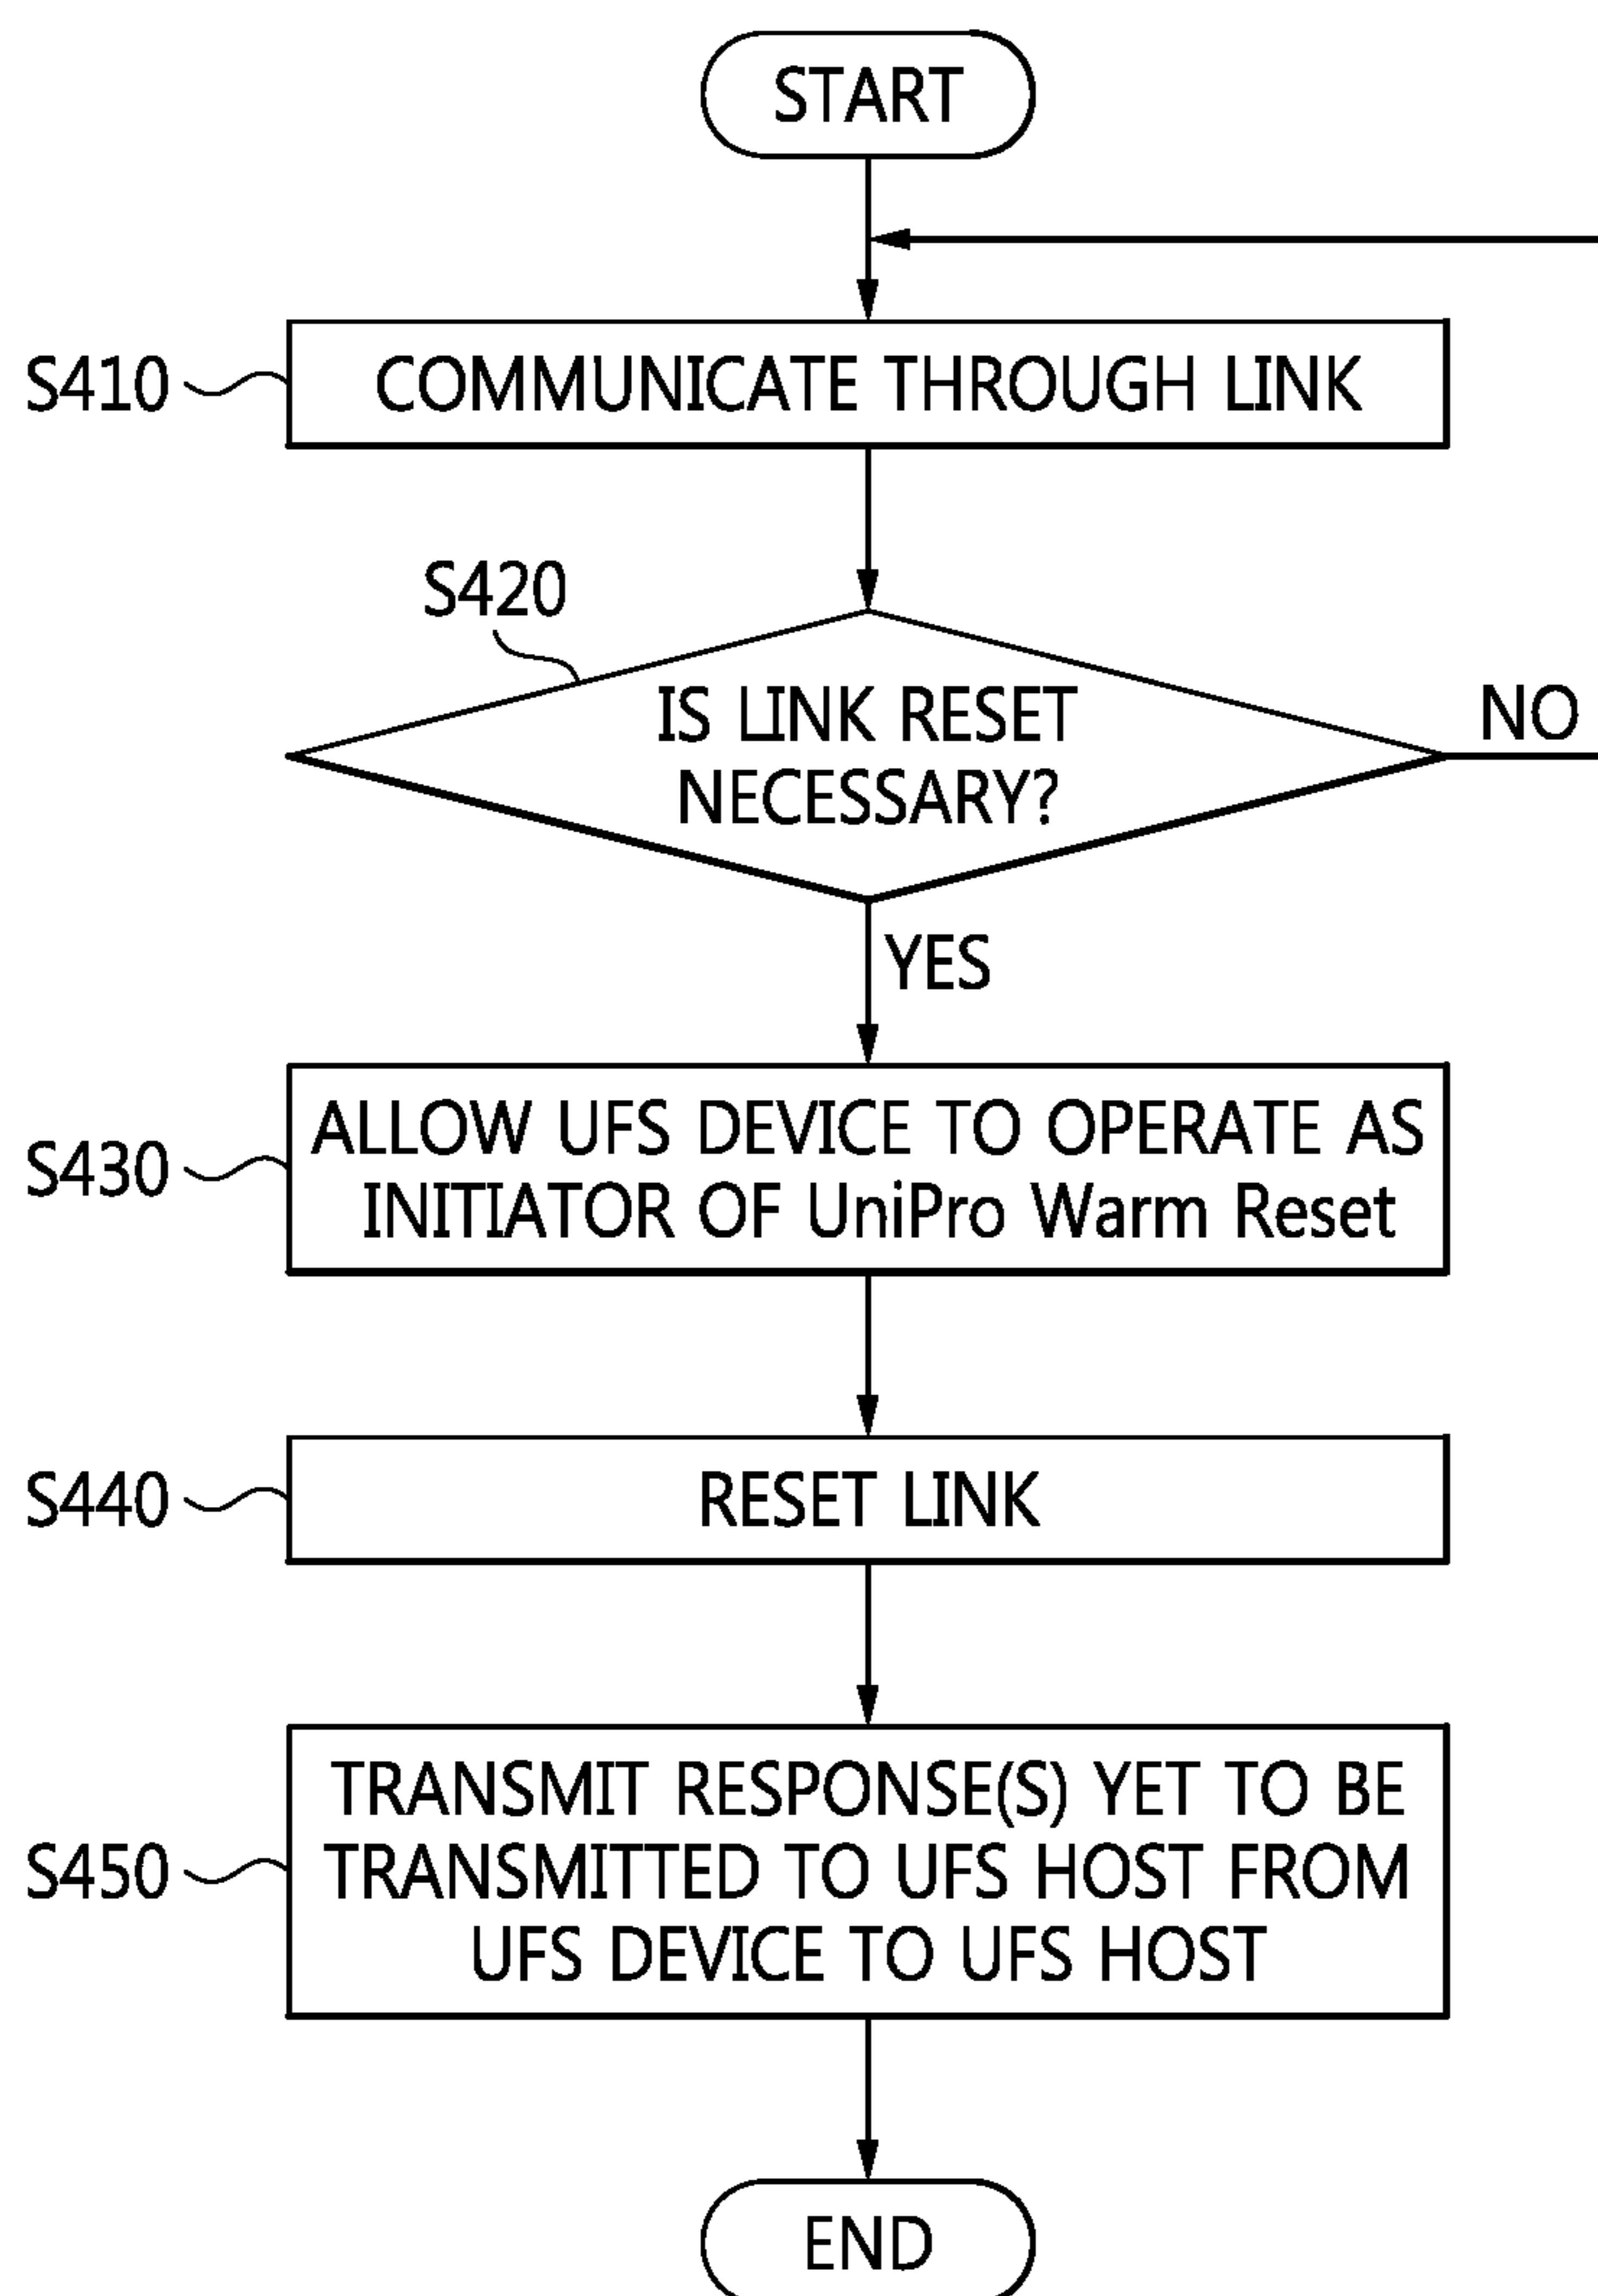 START
S410
COMMUNICATE THROUGH LINK
S420
IS LINK RESET
NECESSARY?
NO
YES
S430
ALLOW UFS DEVICE TO OPERATE AS
INITIATOR OF UniPro Warm Reset
S440
RESET LINK
S450
TRANSMIT RESPONSE(S) YET TO BE
TRANSMITTED TO UFS HOST FROM
UFS DEVICE TO UFS HOST
END